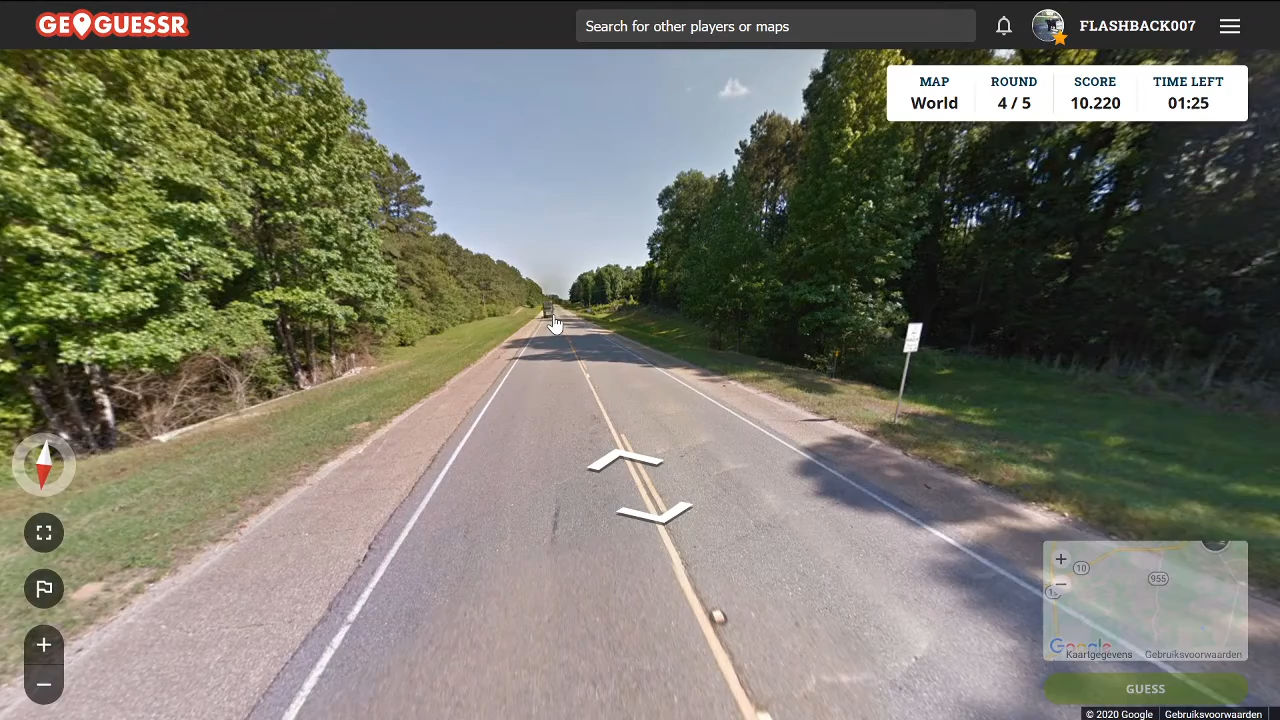 GEOGUESSR
Search for other players or maps
FLASHBACK007
MAP
World
ROUND
4 / 5
SCORE
10.220
TIME LEFT
01:25
10
955
Google
Kaartgegevens
Gebruiksvoorwaarden
GUESS
© 2020 Google
Gebruiksvoorwaarden